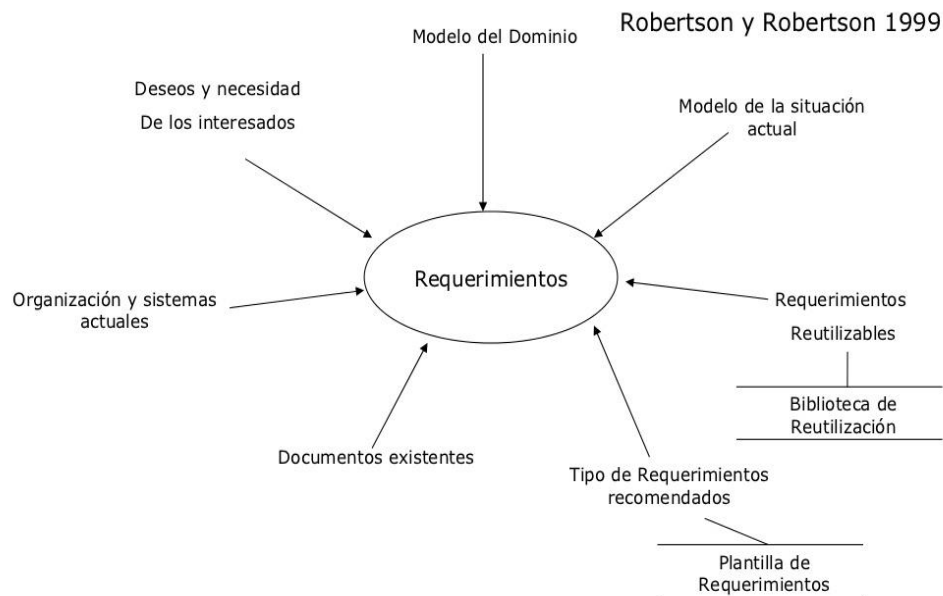 Robertson y Robertson 1999
Modelo del Dominio
Deseos y necesidad
De los interesados
Modelo de la situación
actual
Requerimientos
Organización y sistemas
actuales
Requerimientos
Reutilizables
Biblioteca de
Reutilización
Documentos existentes
Tipo de Requerimientos
recomendados
Plantilla de
Requerimientos